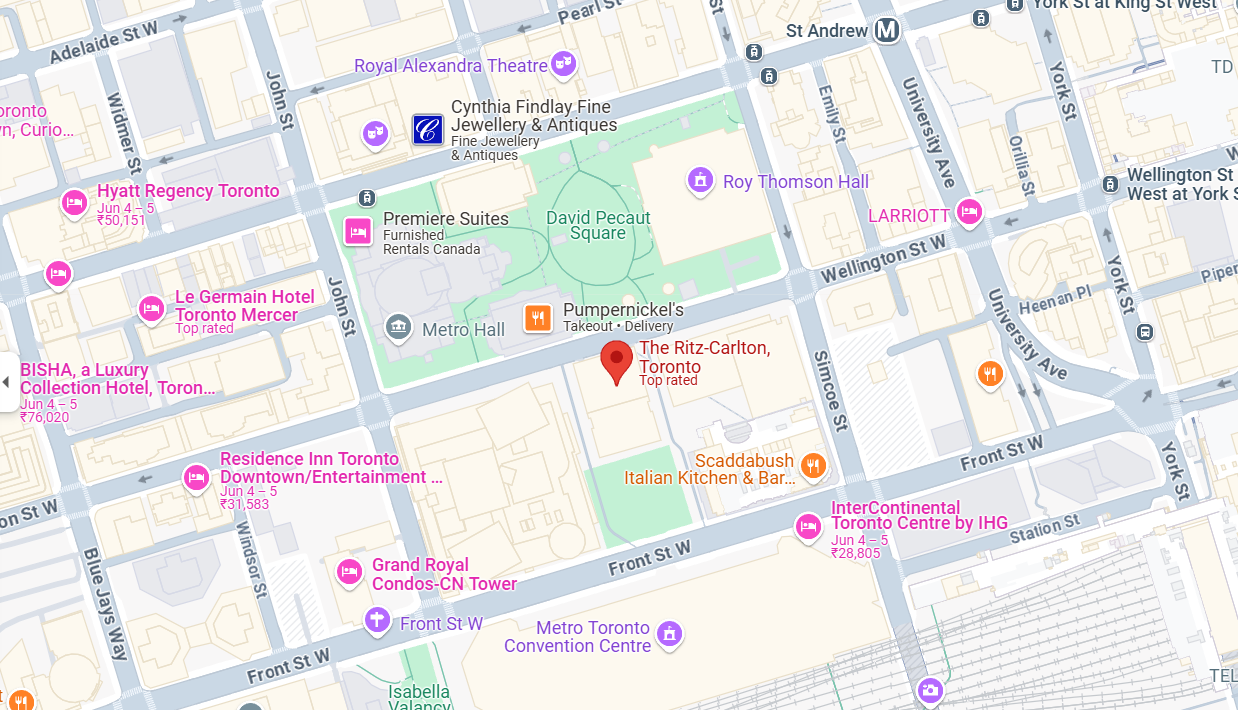 Pearl St
York St at King St West
St
Adelaide St W
St Andrew
Royal Alexandra Theatre
TD
John St
York St
Widmer St
Cynthia Findlay Fine
Jewellery & Antiques
Fine Jewellery
& Antiques
Emily St
University Ave
oronto
n, Curio...
Orillia St
Hyatt Regency Toronto
Jun 4 – 5
₹50,151
Roy Thomson Hall
Wellington St
West at York S
LARRIOTT
Premiere Suites
Furnished
Rentals Canada
David Pecaut
Square
Wellington St W
York St
Piper
John St
Le Germain Hotel
Toronto Mercer
Top rated
Heenan Pl
University Ave
Metro Hall
Pumpernickel's
Takeout • Delivery
The Ritz-Carlton,
Toronto
Top rated
Simcoe St
BISHA, a Luxury
Collection Hotel, Toron...
Jun 4 – 5
₹76,020
Residence Inn Toronto
Downtown/Entertainment ...
Jun 4 – 5
₹31,583
Scaddabush
Italian Kitchen & Bar...
Front St W
York St
on St W
InterContinental
Toronto Centre by IHG
Jun 4 – 5
₹28,805
Station St
Windsor St
Blue Jays Way
Front St W
Grand Royal
Condos-CN Tower
Front St W
Metro Toronto
Convention Centre
Front St W
TEL
Isabella
Valancy